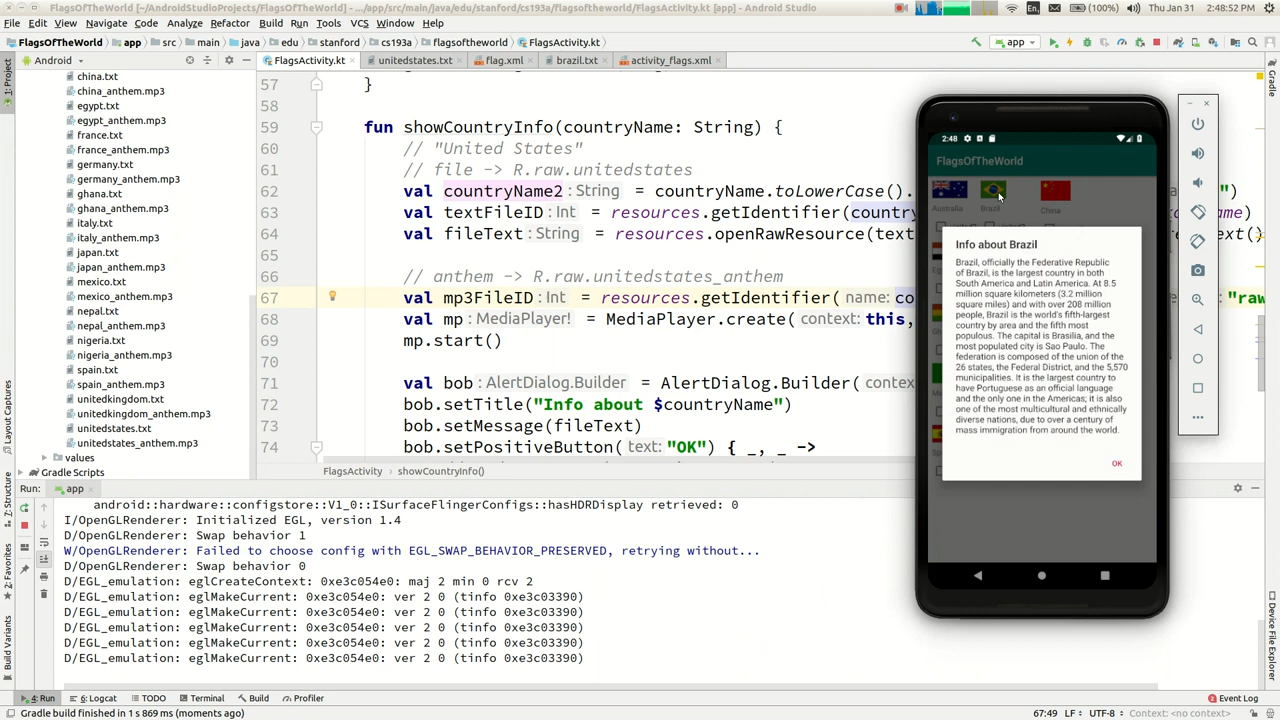 FlagsOfTheWorld [~/AndroidStudioProjects/FlagsOfTheWorld] - .../app/src/main/java/edu/stanford/cs193a/flagsoftheworld/FlagsActivity.kt [app] - Android Studio
En
(100%)
Thu Jan 31 2:48:52 PM
File Edit View Navigate Code Analyze Refactor Build Run Tools VCS Window Help
FlagsOfTheWorld app src main java edu stanford cs193a flagsoftheworld FlagsActivity.kt
app
Android
FlagsActivity.kt unitedstates.txt flag.xml brazil.txt activity_flags.xml
china.txt
china_anthem.mp3
egypt.txt
egypt_anthem.mp3
france.txt
france_anthem.mp3
germany.txt
germany_anthem.mp3
ghana.txt
ghana_anthem.mp3
italy.txt
italy_anthem.mp3
japan.txt
japan_anthem.mp3
mexico.txt
mexico_anthem.mp3
nepal.txt
nepal_anthem.mp3
nigeria.txt
nigeria_anthem.mp3
spain.txt
spain_anthem.mp3
unitedkingdom.txt
unitedkingdom_anthem.mp3
unitedstates.txt
unitedstates_anthem.mp3
values
Gradle Scripts
57 }
58
59 fun showCountryInfo(countryName: String) {
60 // "United States"
61 // file -> R.raw.unitedstates
62 val countryName2 : String = countryName.toLowerCase().
63 val textFileID : Int = resources.getIdentifier(
64 val fileText : String = resources.openRawResource(
65
66 // anthem -> R.raw.unitedstates_anthem
67 val mp3FileID : Int = resources.getIdentifier( name:
68 val mp : MediaPlayer! = MediaPlayer.create( context: this,
69 mp.start()
70
71 val bob : AlertDialog.Builder = AlertDialog.Builder(
72 bob.setTitle("Info about $countryName")
73 bob.setMessage(fileText)
74 bob.setPositiveButton( text: "OK") { _, _ ->
FlagsActivity showCountryInfo()
2:48
FlagsOfTheWorld
Australia
Brazil
China
Info about Brazil
Brazil, officially the Federative Republic
of Brazil, is the largest country in both
South America and Latin America. At 8.5
million square kilometers (3.2 million
square miles) and with over 208 million
people, Brazil is the world's fifth-largest
country by area and the fifth most
populous. The capital is Brasilia, and the
most populated city is Sao Paulo. The
federation is composed of the union of the
26 states, the Federal District, and the 5,570
municipalities. It is the largest country to
have Portuguese as an official language
and the only one in the Americas; it is also
one of the most multicultural and ethnically
diverse nations, due to over a century of
mass immigration from around the world.
OK
Run: app
android::hardware::configstore::V1_0::ISurfaceFlingerConfigs::hasHDRDisplay retrieved: 0
I/OpenGLRenderer: Initialized EGL, version 1.4
D/OpenGLRenderer: Swap behavior 1
W/OpenGLRenderer: Failed to choose config with EGL_SWAP_BEHAVIOR_PRESERVED, retrying without...
D/OpenGLRenderer: Swap behavior 0
D/EGL_emulation: eglCreateContext: 0xe3c054e0: maj 2 min 0 rcv 2
D/EGL_emulation: eglMakeCurrent: 0xe3c054e0: ver 2 0 (tinfo 0xe3c03390)
D/EGL_emulation: eglMakeCurrent: 0xe3c054e0: ver 2 0 (tinfo 0xe3c03390)
D/EGL_emulation: eglMakeCurrent: 0xe3c054e0: ver 2 0 (tinfo 0xe3c03390)
D/EGL_emulation: eglMakeCurrent: 0xe3c054e0: ver 2 0 (tinfo 0xe3c03390)
D/EGL_emulation: eglMakeCurrent: 0xe3c054e0: ver 2 0 (tinfo 0xe3c03390)
1: Project
Layout Captures
7: Structure
2: Favorites
Build Variants
Gradle
Device File Explorer
4: Run 6: Logcat TODO Terminal Build Profiler
Event Log
Gradle build finished in 1 s 869 ms (moments ago)
67:49 LF UTF-8 Context: <no context>